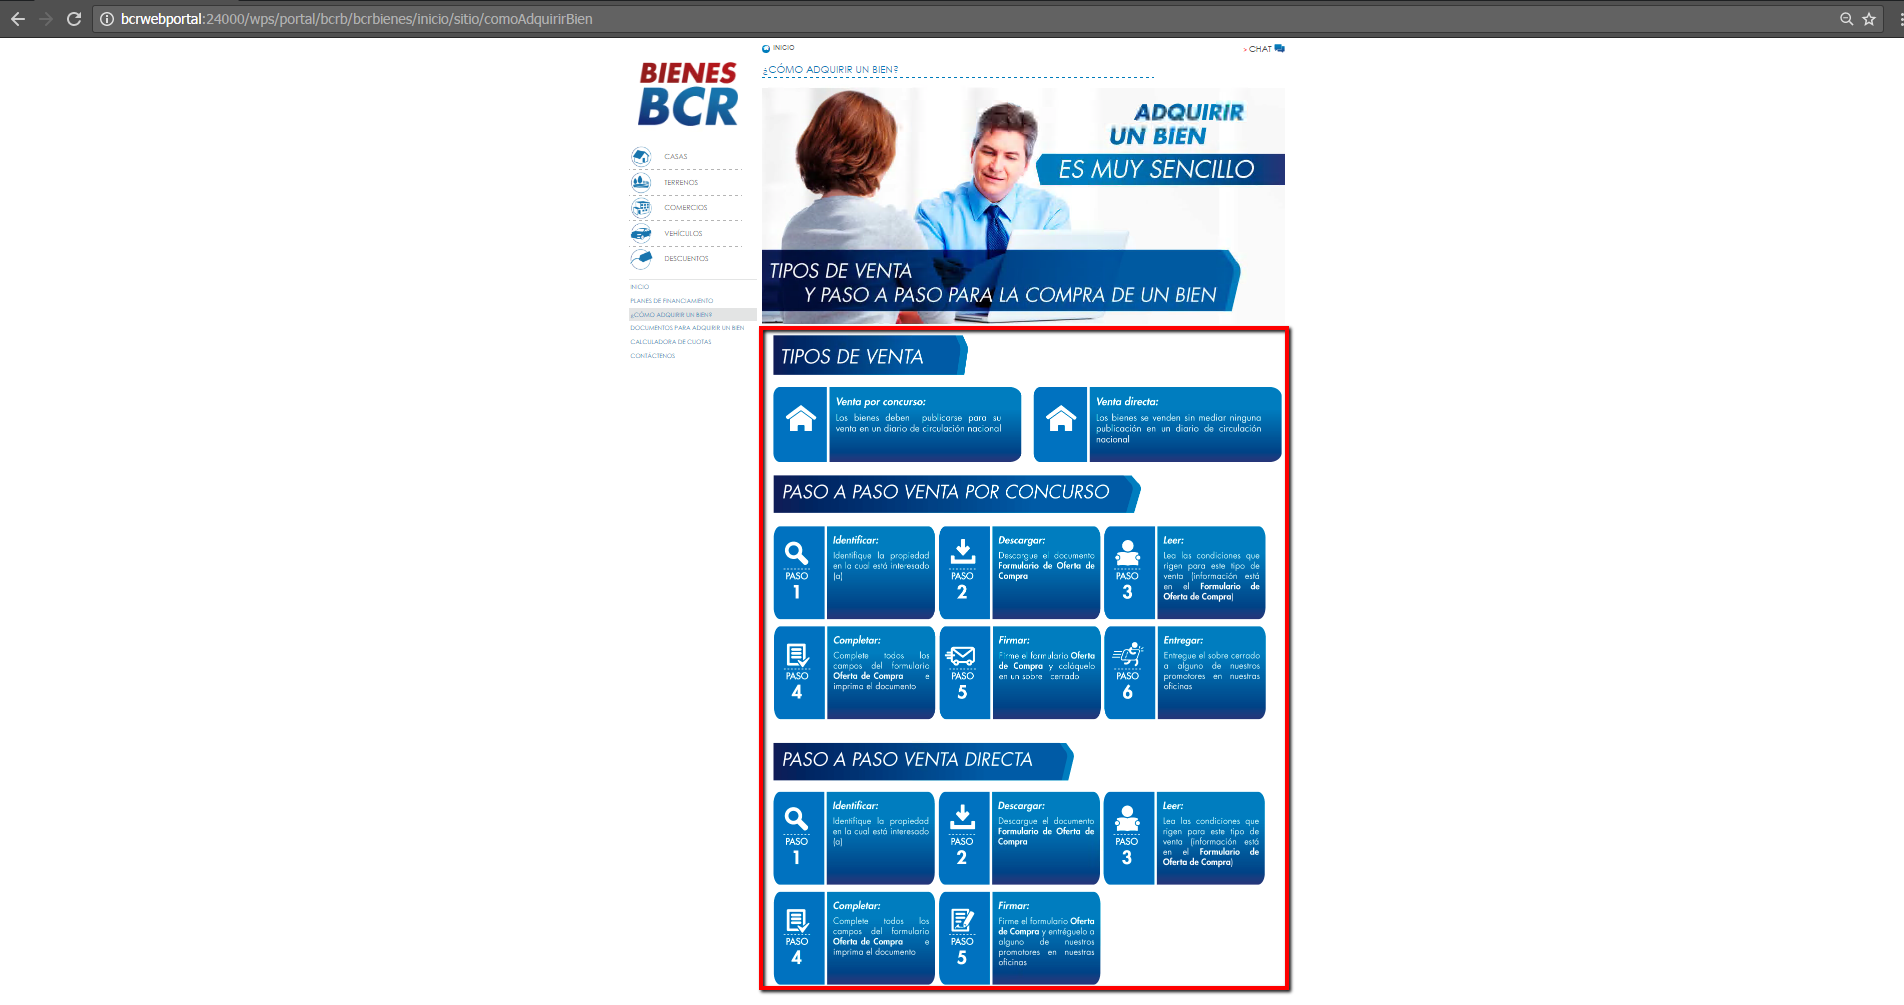 bcrwebportal:24000/wps/portal/bcrb/bcrbienes/inicio/sitio/comoAdquirirBien
INICIO
> CHAT
¿CÓMO ADQUIRIR UN BIEN?
BIENES
BCR
CASAS
TERRENOS
COMERCIOS
VEHÍCULOS
DESCUENTOS
INICIO
PLANES DE FINANCIAMIENTO
¿CÓMO ADQUIRIR UN BIEN?
DOCUMENTOS PARA ADQUIRIR UN BIEN
CALCULADORA DE CUOTAS
CONTÁCTENOS
ADQUIRIR
UN BIEN
ES MUY SENCILLO
TIPOS DE VENTA
Y PASO A PASO PARA LA COMPRA DE UN BIEN
TIPOS DE VENTA
Venta por concurso:
Los bienes deben publicarse para su
venta en un diario de circulación nacional
Venta directa:
Los bienes se venden sin mediar ninguna
publicación en un diario de circulación
nacional
PASO A PASO VENTA POR CONCURSO
PASO
1
Identificar:
Identifique la propiedad
en la cual está interesado
(a)
PASO
2
Descargar:
Descargue el documento
Formulario de Oferta de
Compra
PASO
3
Leer:
Lea las condiciones que
rigen para este tipo de
venta (información está
en el Formulario de
Oferta de Compra)
PASO
4
Completar:
Complete todos los
campos del formulario
Oferta de Compra e
imprima el documento
PASO
5
Firmar:
Firme el formulario Oferta
de Compra y colóquelo
en un sobre cerrado
PASO
6
Entregar:
Entregue el sobre cerrado
a alguno de nuestros
promotores en nuestras
oficinas
PASO A PASO VENTA DIRECTA
PASO
1
Identificar:
Identifique la propiedad
en la cual está interesado
(a)
PASO
2
Descargar:
Descargue el documento
Formulario de Oferta de
Compra
PASO
3
Leer:
Lea las condiciones que
rigen para este tipo de
venta (información está
en el Formulario de
Oferta de Compra)
PASO
4
Completar:
Complete todos los
campos del formulario
Oferta de Compra e
imprima el documento
PASO
5
Firmar:
Firme el formulario Oferta
de Compra y entréguelo a
alguno de nuestros
promotores en nuestras
oficinas